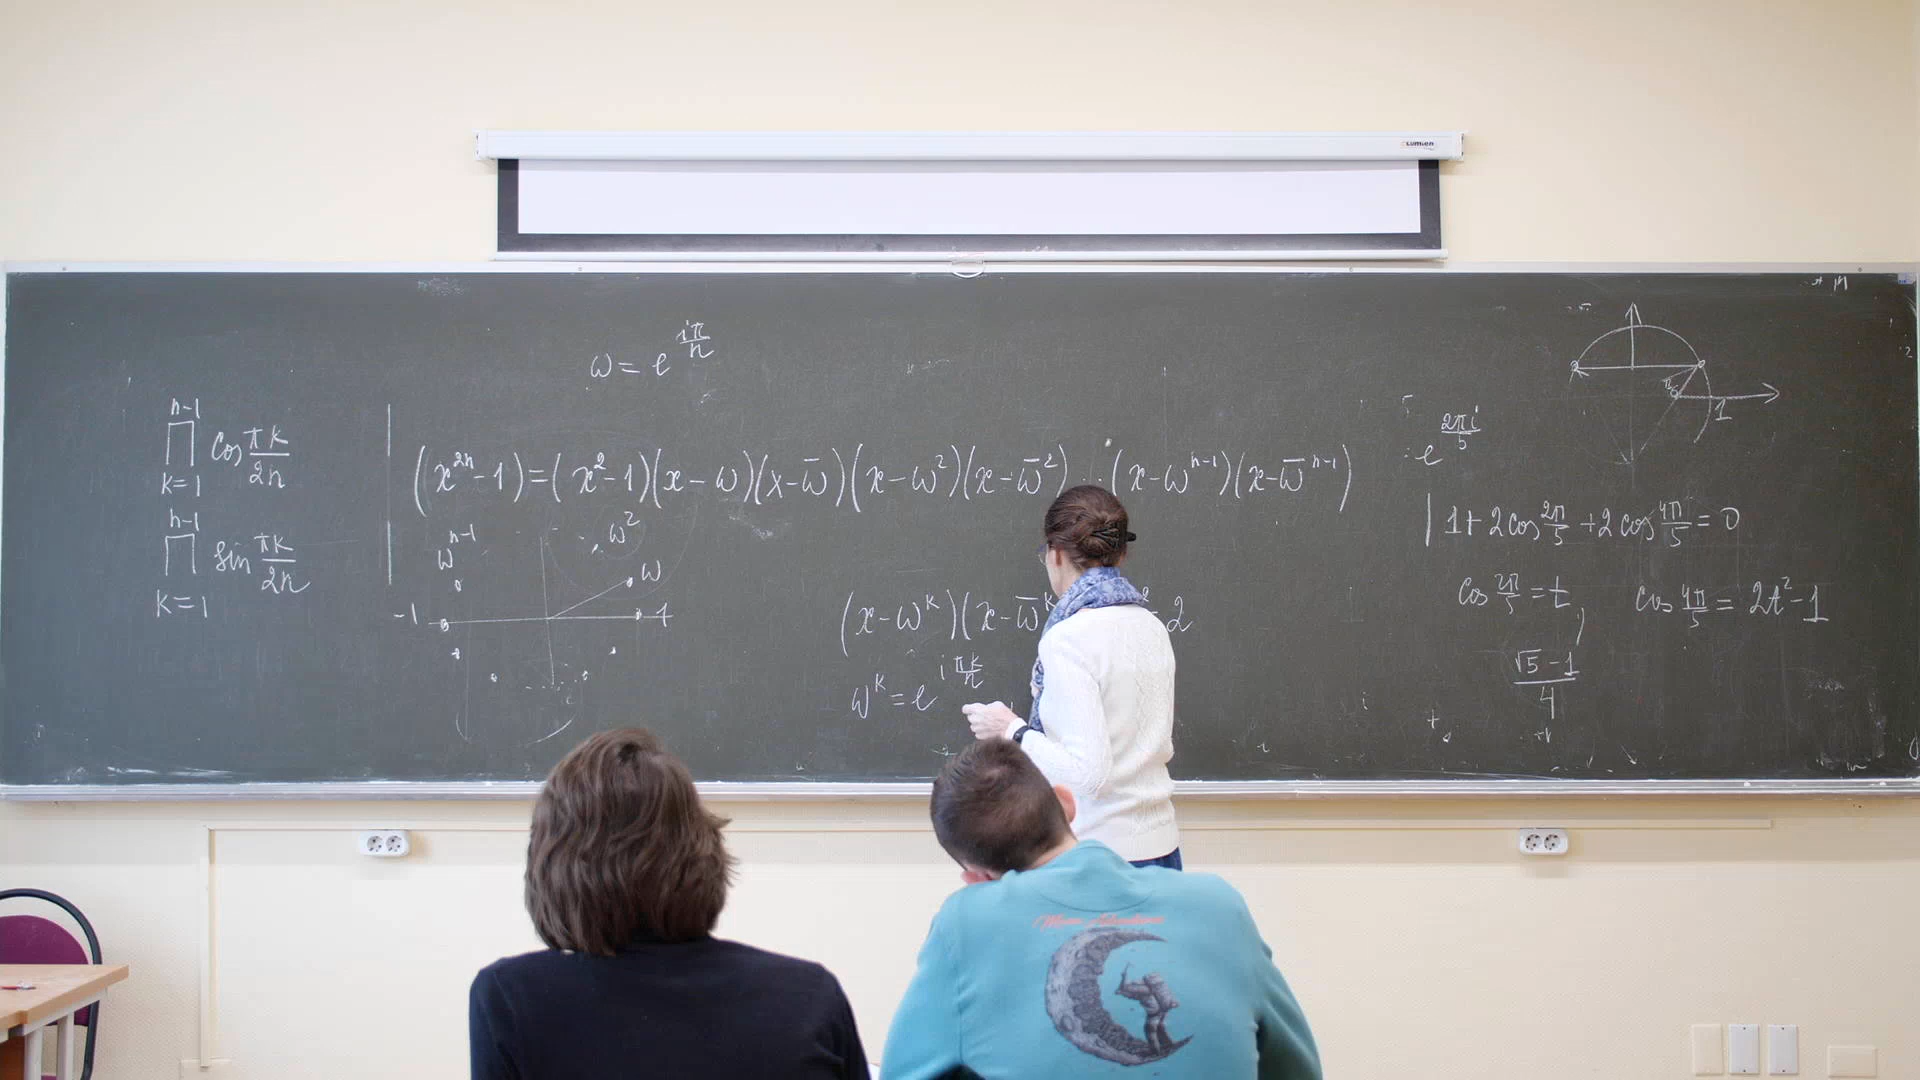 LUMIEN
ω = e^{iπ/n}
∏_{k=1}^{n-1} cos πk/2n
∏_{k=1}^{n-1} sin πk/2n
(x^{2n}-1)=(x^2-1)(x-ω)(x-ω̅)(x-ω^2)(x-ω̅^2)...(x-ω^{n-1})(x-ω̅^{n-1})
ω^{n-1}
ω^2
ω
-1
1
(x-ω^k)(x-ω̅^k
2
ω^k = e^{i πk/n}
π/6
1
e^{2πi/5}
1+2cos 2π/5 +2cos 4π/5 = 0
cos 2π/5 = t, cos 4π/5 = 2t^2-1
√5 -1 / 4